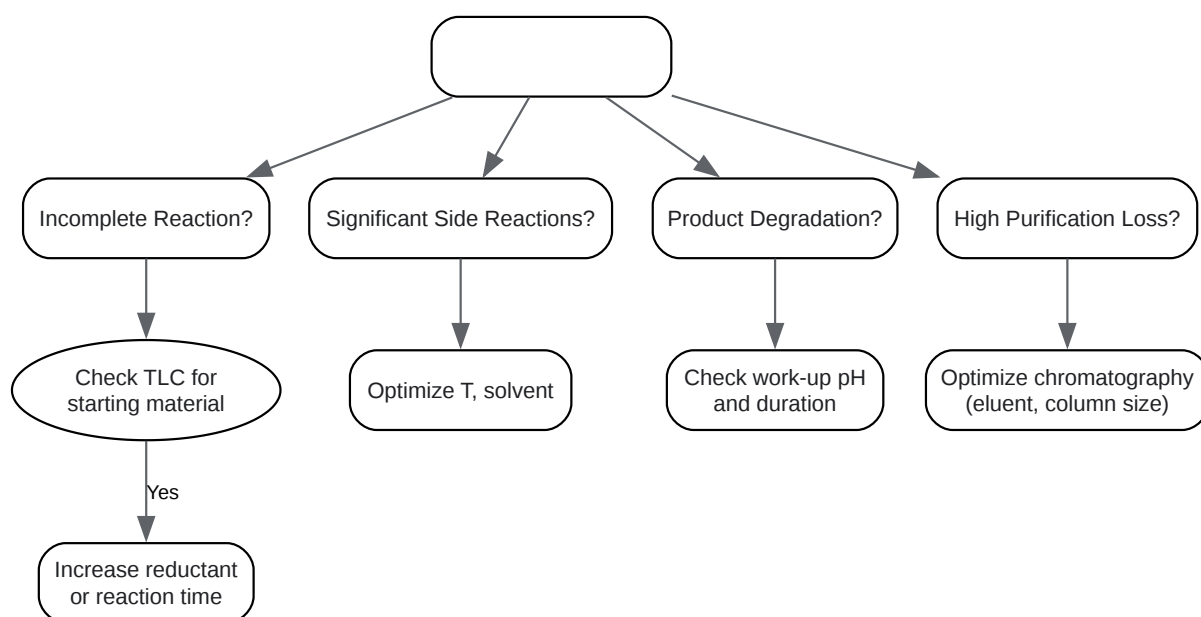 Incomplete Reaction?
Significant Side Reactions?
Product Degradation?
High Purification Loss?
Check TLC for
starting material
Optimize T, solvent
Check work-up pH
and duration
Optimize chromatography
(eluent, column size)
Yes
Increase reductant
or reaction time